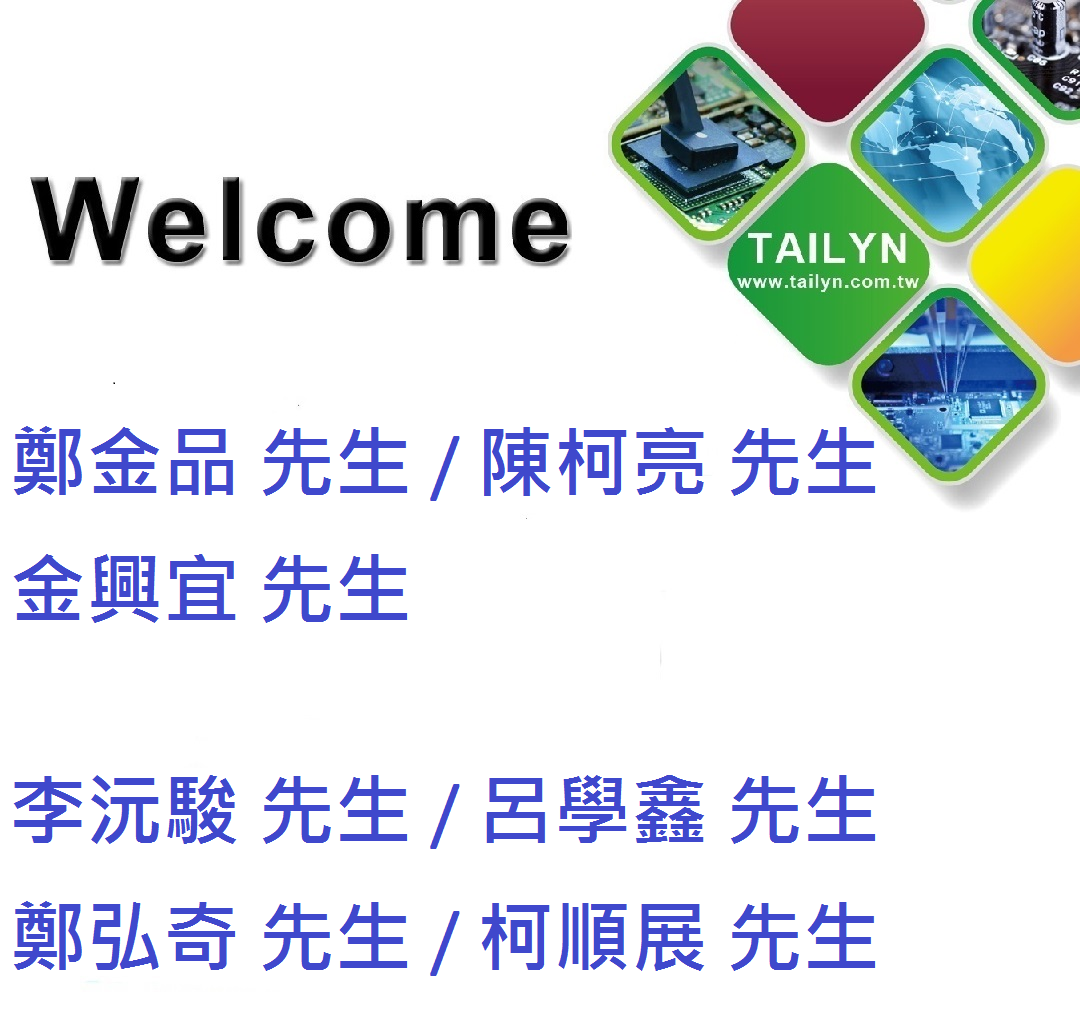 Welcome
TAILYN
www.tailyn.com.tw
鄭金品 先生 / 陳柯亮 先生
金興宜 先生
李沅駿 先生 / 呂學鑫 先生
鄭弘奇 先生 / 柯順展 先生